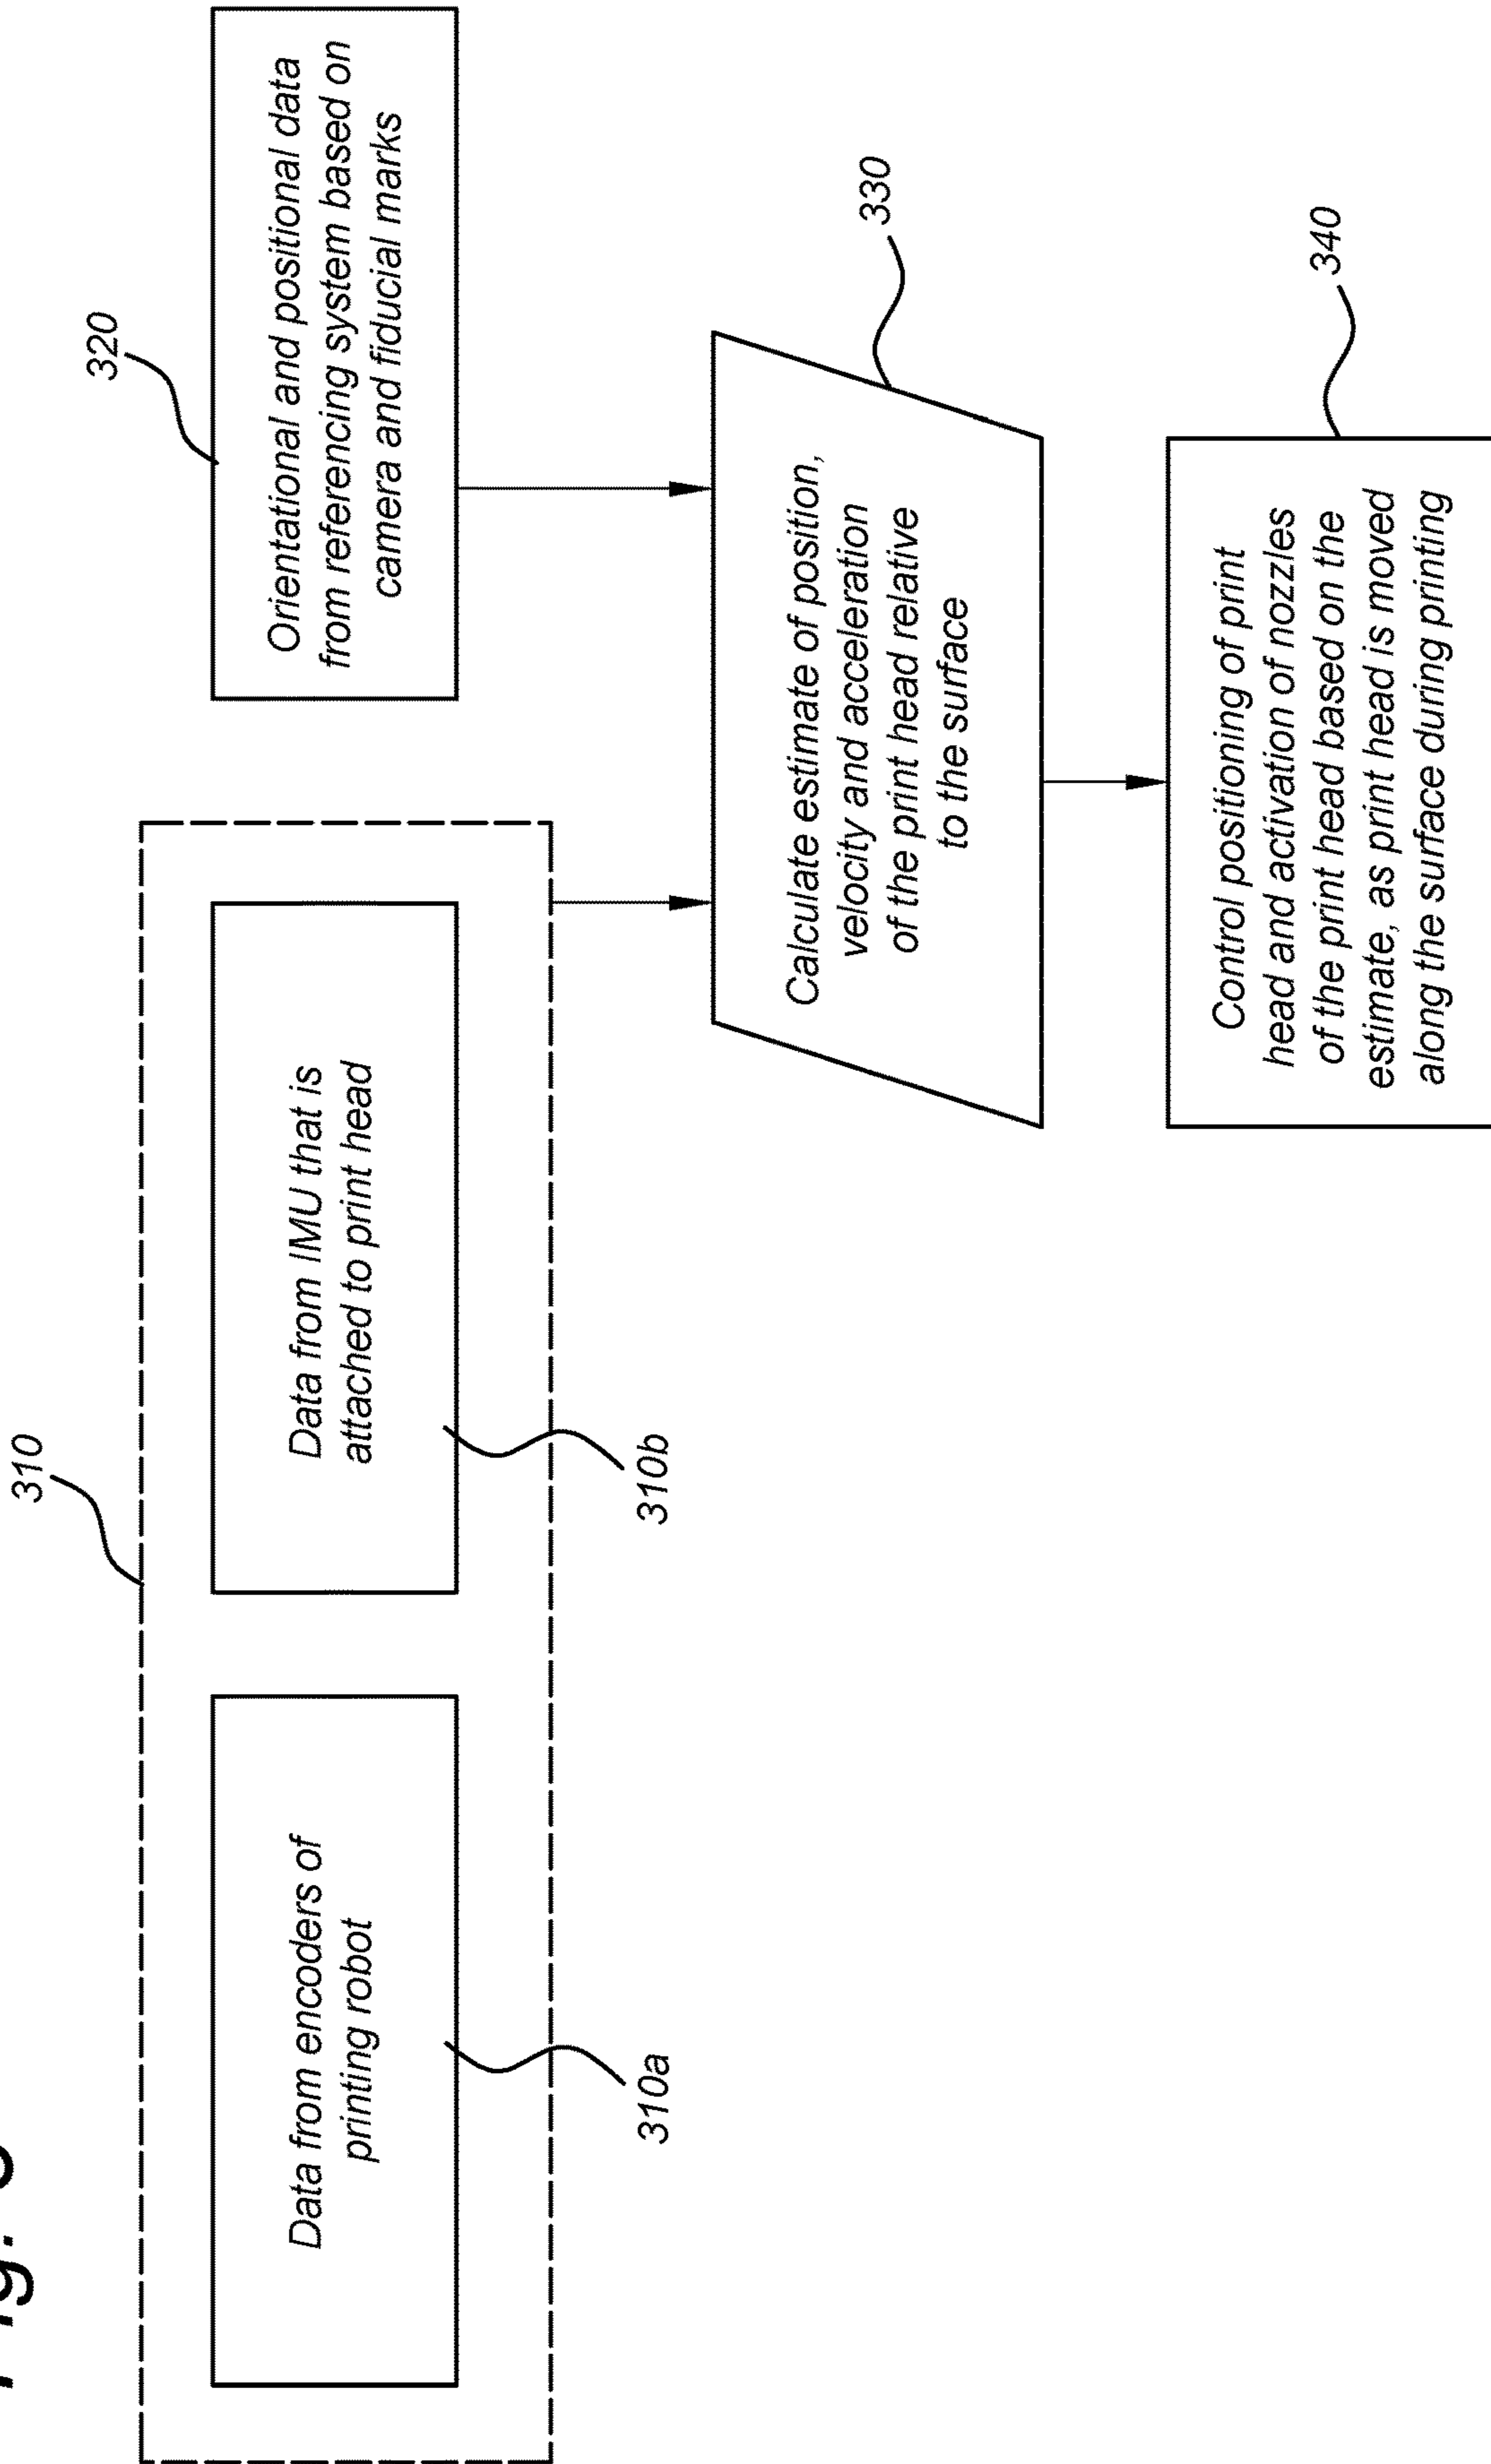 Fig.
310
320
Data from encoders of
printing robot
Data from IMU that is
attached to print head
Orientational and positional data
from referencing system based on
camera and fiducial marks
310a
310b
330
Calculate estimate of position,
velocity and acceleration
of the print head relative
to the surface
340
Control positioning of print
head and activation of nozzles
of the print head based on the
estimate, as print head is moved
along the surface during printing